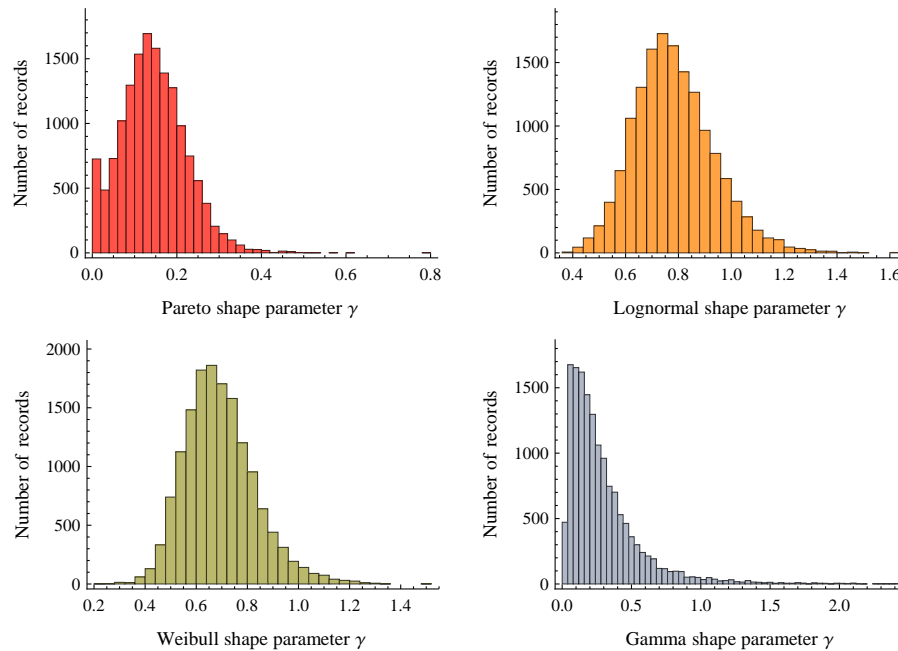 Number of records
1500
1000
500
0
0.0 0.2 0.4 0.6 0.8
Pareto shape parameter γ
Number of records
1500
1000
500
0
0.4 0.6 0.8 1.0 1.2 1.4 1.6
Lognormal shape parameter γ
Number of records
2000
1500
1000
500
0
0.2 0.4 0.6 0.8 1.0 1.2 1.4
Weibull shape parameter γ
Number of records
1500
1000
500
0
0.0 0.5 1.0 1.5 2.0
Gamma shape parameter γ